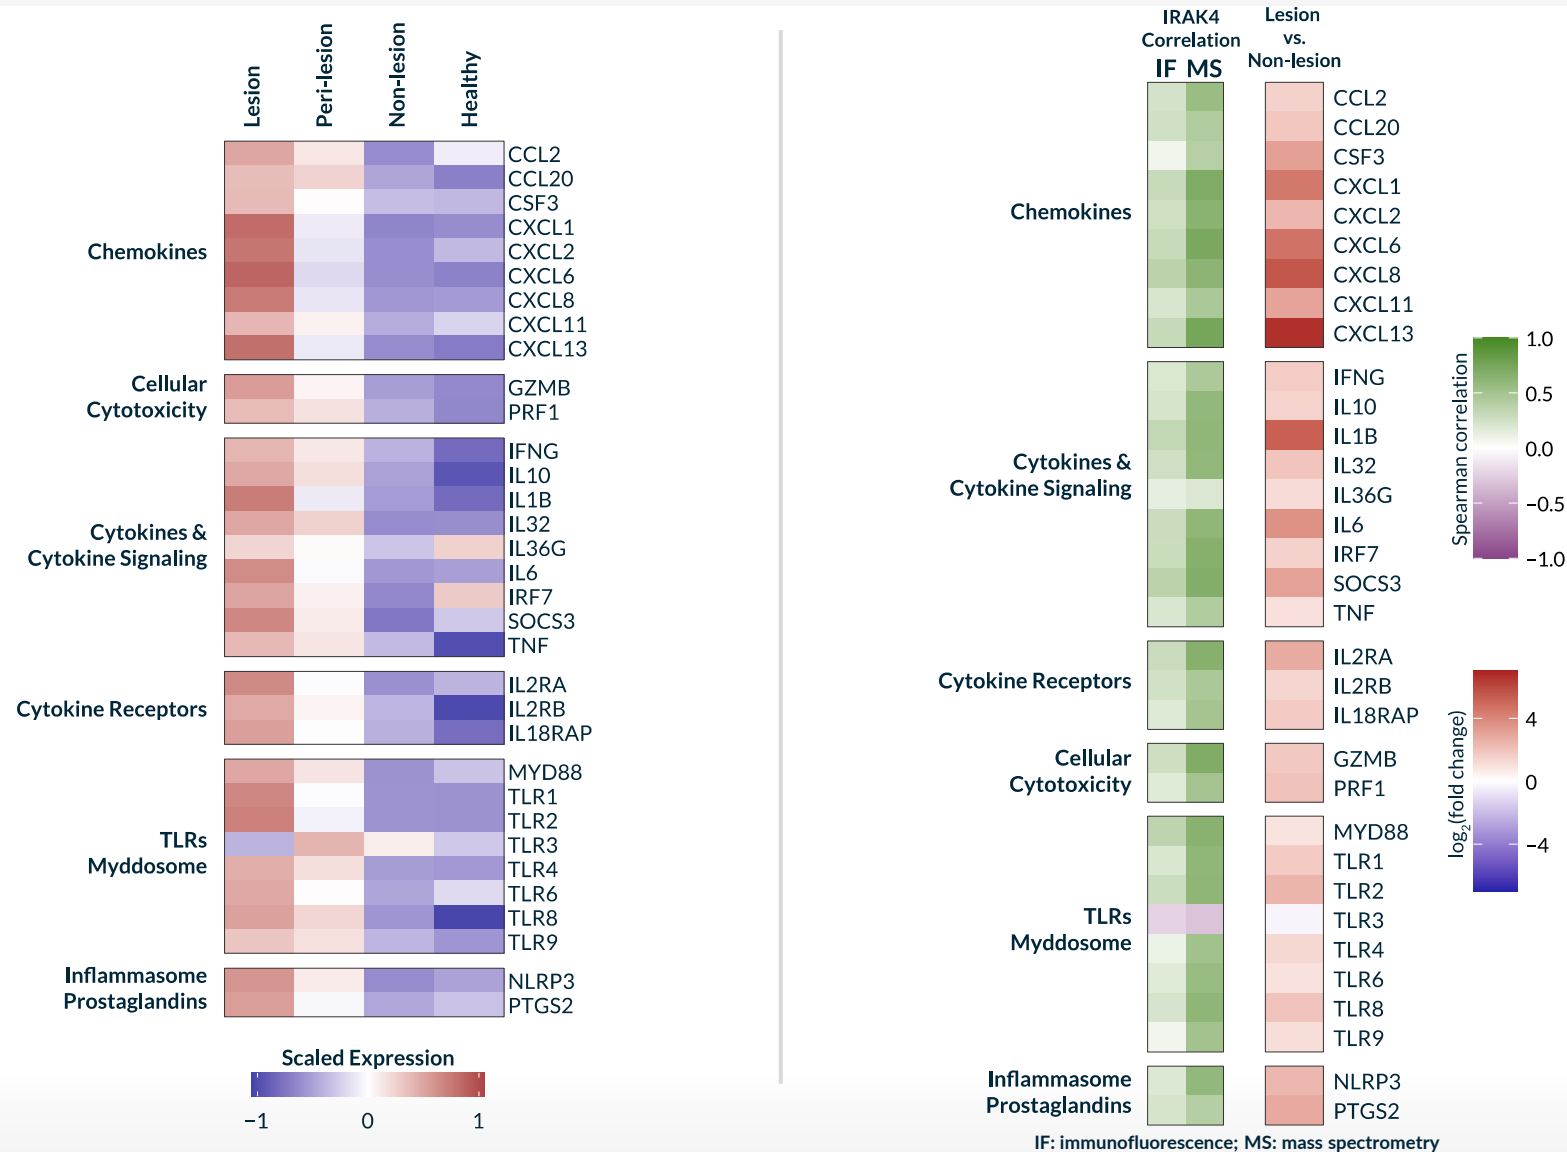 Lesion
Peri-lesion
Non-lesion
Healthy
Chemokines
CCL2
CCL20
CSF3
CXCL1
CXCL2
CXCL6
CXCL8
CXCL11
CXCL13
Cellular
Cytotoxicity
GZMB
PRF1
Cytokines &
Cytokine Signaling
IFNG
IL10
IL1B
IL32
IL36G
IL6
IRF7
SOCS3
TNF
Cytokine Receptors
IL2RA
IL2RB
IL18RAP
TLRs
Myddosome
MYD88
TLR1
TLR2
TLR3
TLR4
TLR6
TLR8
TLR9
Inflammasome
Prostaglandins
NLRP3
PTGS2
Scaled Expression
−1 0 1
IRAK4
Correlation
IF MS
Lesion
vs.
Non-lesion
Chemokines
CCL2
CCL20
CSF3
CXCL1
CXCL2
CXCL6
CXCL8
CXCL11
CXCL13
Cytokines &
Cytokine Signaling
IFNG
IL10
IL1B
IL32
IL36G
IL6
IRF7
SOCS3
TNF
Cytokine Receptors
IL2RA
IL2RB
IL18RAP
Cellular
Cytotoxicity
GZMB
PRF1
TLRs
Myddosome
MYD88
TLR1
TLR2
TLR3
TLR4
TLR6
TLR8
TLR9
Inflammasome
Prostaglandins
NLRP3
PTGS2
Spearman correlation
1.0
0.5
0.0
−0.5
−1.0
log₂(fold change)
4
0
−4
IF: immunofluorescence; MS: mass spectrometry